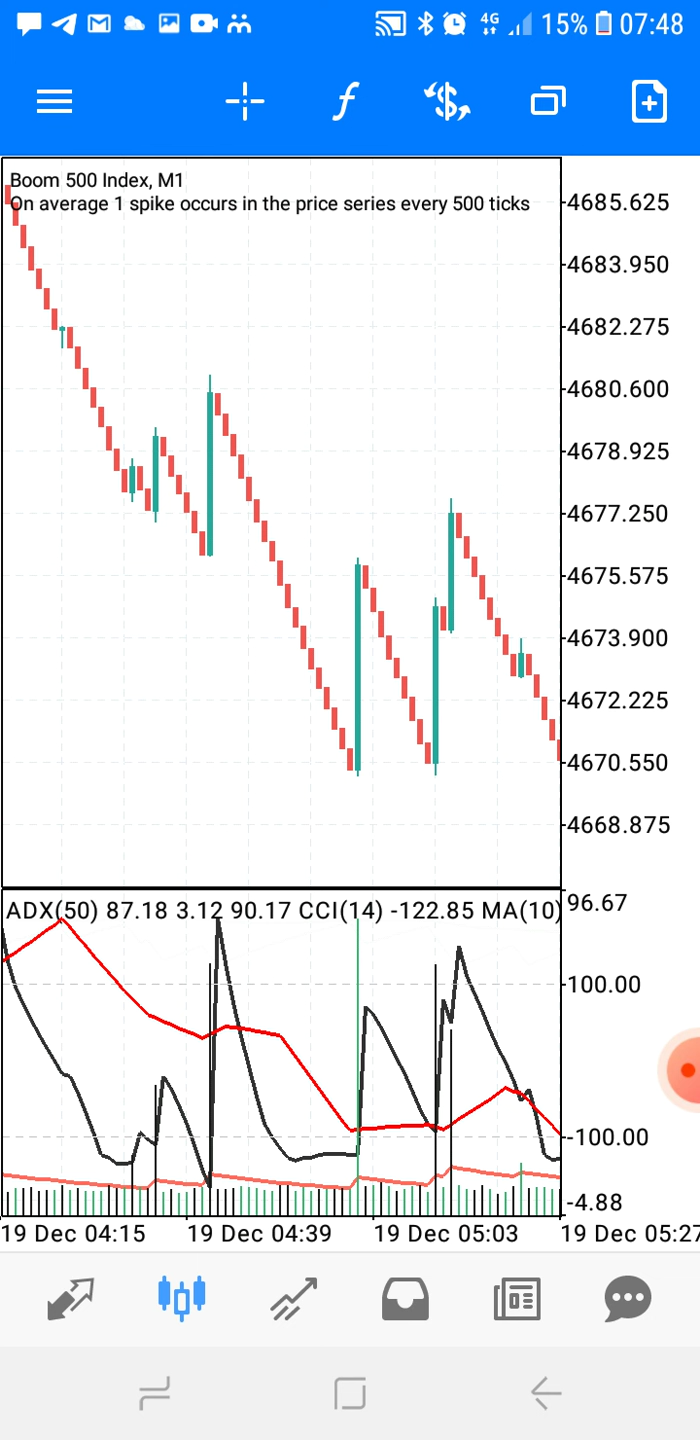 4G 15% 07:48
f $
Boom 500 Index, M1
On average 1 spike occurs in the price series every 500 ticks
4685.625
4683.950
4682.275
4680.600
4678.925
4677.250
4675.575
4673.900
4672.225
4670.550
4668.875
ADX(50) 87.18 3.12 90.17 CCI(14) -122.85 MA(10)
96.67
100.00
-100.00
-4.88
19 Dec 04:15 19 Dec 04:39 19 Dec 05:03 19 Dec 05:27